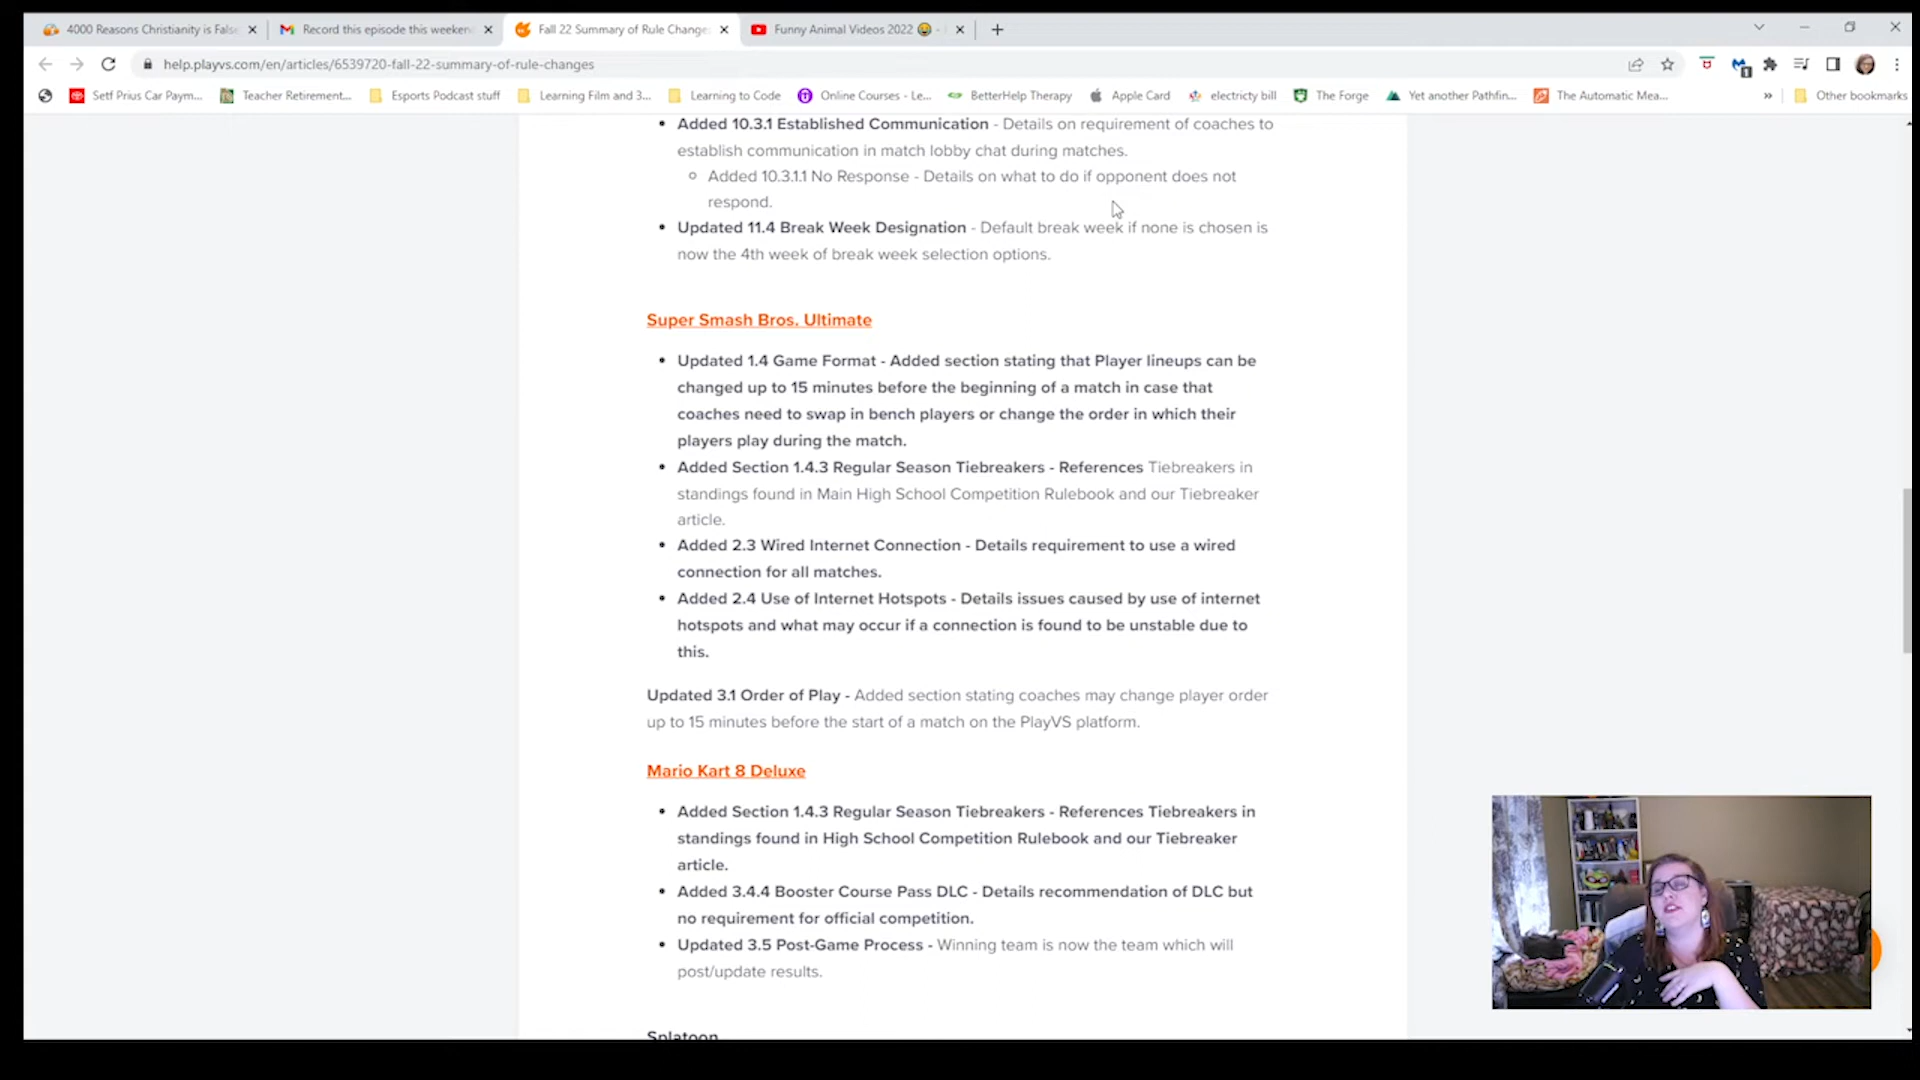 4000 Reasons Christianity is False
Record this episode this weeken
Fall 22 Summary of Rule Change
Funny Animal Videos 2022 😂 -
help.playvs.com/en/articles/6539720-fall-22-summary-of-rule-changes
Setf Prius Car Paym...
Teacher Retirement...
Esports Podcast stuff
Learning Film and 3...
Learning to Code
Online Courses - Le...
BetterHelp Therapy
Apple Card
electricty bill
The Forge
Yet another Pathfin...
The Automatic Mea...
»
Other bookmarks
• Added 10.3.1 Established Communication - Details on requirement of coaches to
establish communication in match lobby chat during matches.
○ Added 10.3.1.1 No Response - Details on what to do if opponent does not
respond.
• Updated 11.4 Break Week Designation - Default break week if none is chosen is
now the 4th week of break week selection options.
Super Smash Bros. Ultimate
• Updated 1.4 Game Format - Added section stating that Player lineups can be
changed up to 15 minutes before the beginning of a match in case that
coaches need to swap in bench players or change the order in which their
players play during the match.
• Added Section 1.4.3 Regular Season Tiebreakers - References Tiebreakers in
standings found in Main High School Competition Rulebook and our Tiebreaker
article.
• Added 2.3 Wired Internet Connection - Details requirement to use a wired
connection for all matches.
• Added 2.4 Use of Internet Hotspots - Details issues caused by use of internet
hotspots and what may occur if a connection is found to be unstable due to
this.
Updated 3.1 Order of Play - Added section stating coaches may change player order
up to 15 minutes before the start of a match on the PlayVS platform.
Mario Kart 8 Deluxe
• Added Section 1.4.3 Regular Season Tiebreakers - References Tiebreakers in
standings found in High School Competition Rulebook and our Tiebreaker
article.
• Added 3.4.4 Booster Course Pass DLC - Details recommendation of DLC but
no requirement for official competition.
• Updated 3.5 Post-Game Process - Winning team is now the team which will
post/update results.
Splatoon